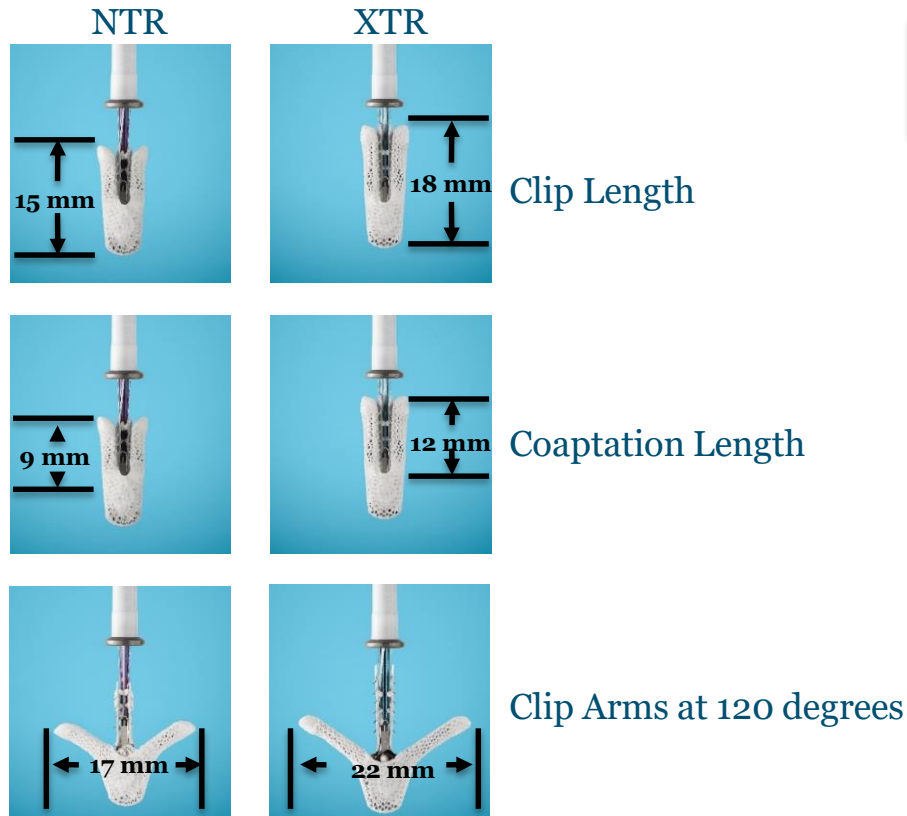 NTR XTR
15 mm
18 mm
Clip Length
9 mm
12 mm
Coaptation Length
17 mm
22 mm
Clip Arms at 120 degrees